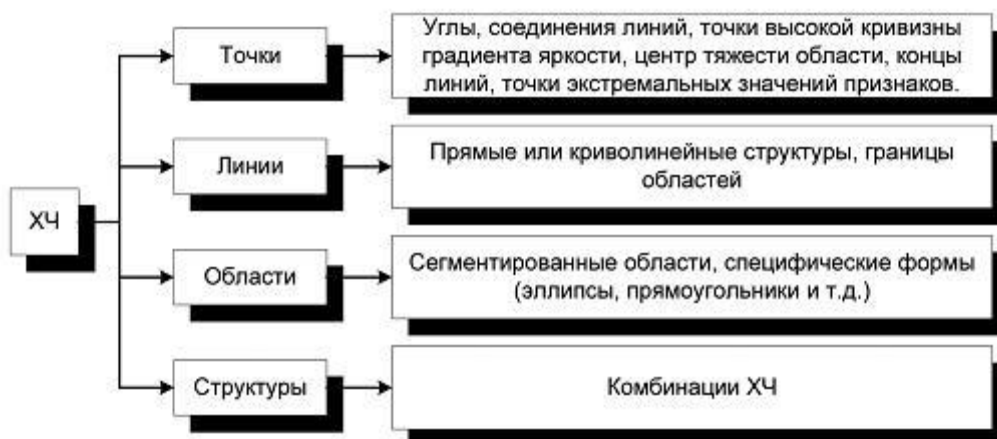 ХЧ
Точки
Углы, соединения линий, точки высокой кривизны
градиента яркости, центр тяжести области, концы
линий, точки экстремальных значений признаков.
Линии
Прямые или криволинейные структуры, границы
областей
Области
Сегментированные области, специфические формы
(эллипсы, прямоугольники и т.д.)
Структуры
Комбинации ХЧ